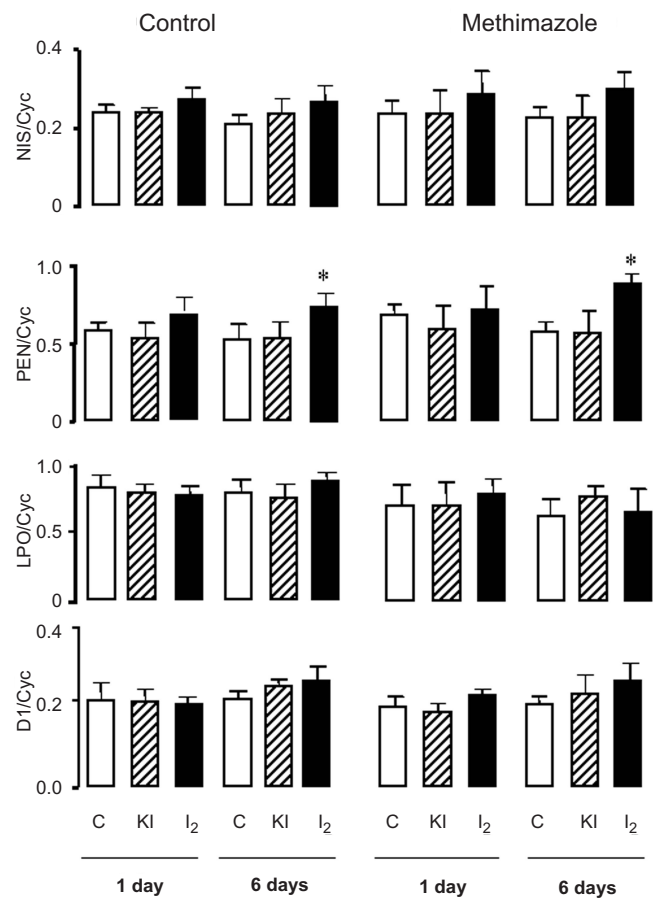 Control Methimazole
0.4
NIS/Cyc
0.2
0
1.0
* *
PEN/Cyc
0.5
0
1.0
LPO/Cyc
0.5
0
0.4
D1/Cyc
0.2
0.0
C KI I2 C KI I2 C KI I2 C KI I2
1 day 6 days 1 day 6 days